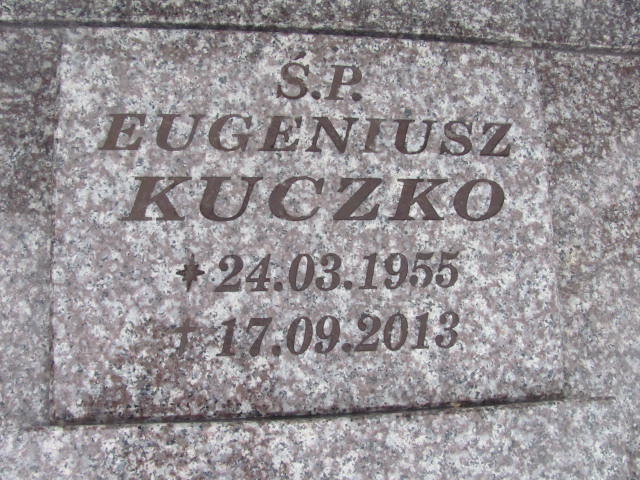 Ś.P.
EUGENIUSZ
KUCZKO
* 24.03.1955
† 17.09.2013